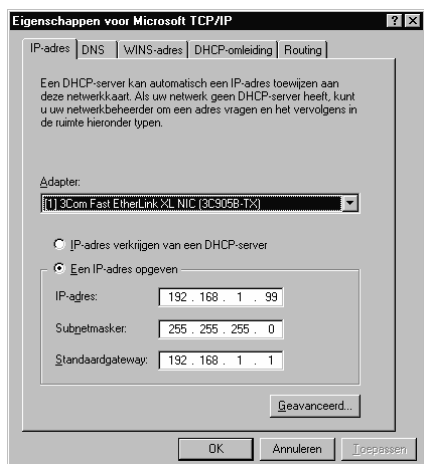 Eigenschappen voor Microsoft TCP/IP
IP-adres DNS WINS-adres DHCP-omleiding Routing
Een DHCP-server kan automatisch een IP-adres toewijzen aan
deze netwerkkaart. Als uw netwerk geen DHCP-server heeft, kunt
u uw netwerkbeheerder om een adres vragen en het vervolgens in
de ruimte hieronder typen.
Adapter:
[1] 3Com Fast EtherLink XL NIC (3C905B-TX)
IP-adres verkrijgen van een DHCP-server
Een IP-adres opgeven
IP-adres: 192 . 168 . 1 . 99
Subnetmasker: 255 . 255 . 255 . 0
Standaardgateway: 192 . 168 . 1 . 1
Geavanceerd...
OK Annuleren Toepassen